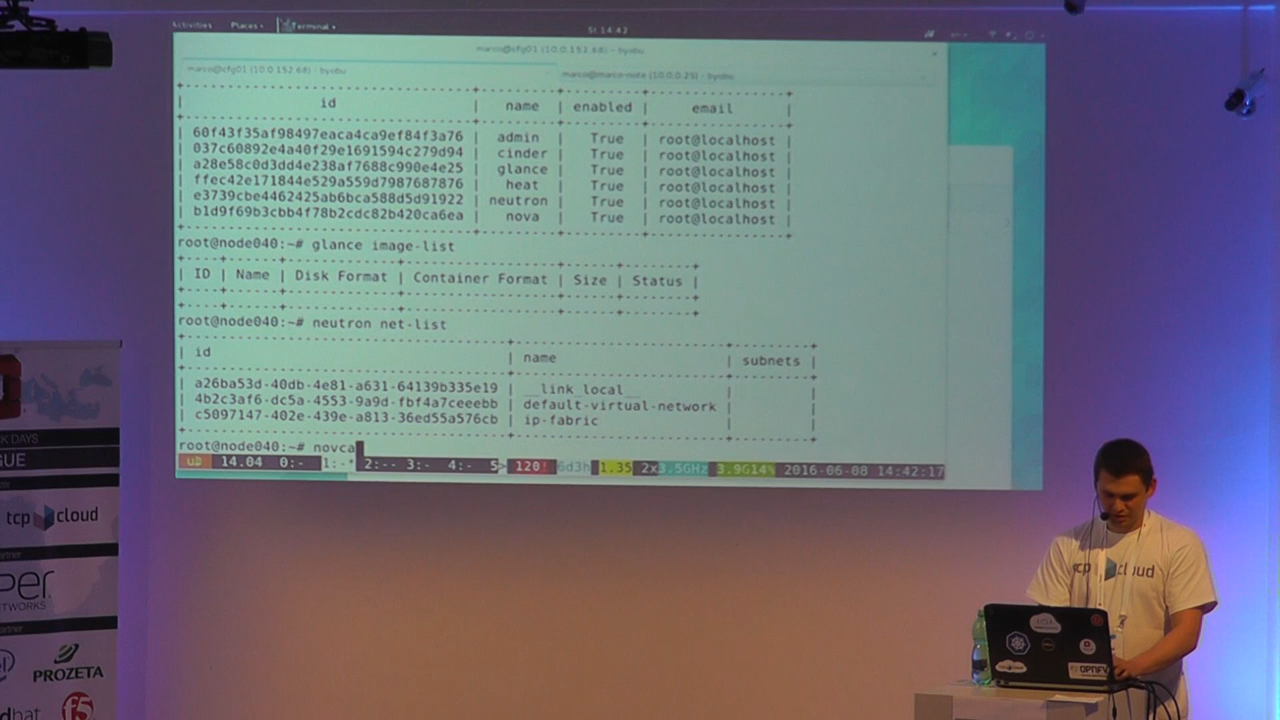 Activities Places Terminal St 14:42
marco@cfg01 (10.0.152.68) - byobu
marco@cfg01 (10.0.152.68) - byobu marco@marco-note (10.0.0.25) - byobu
| id | name | enabled | email |
| 60f43f35af98497eaca4ca9ef84f3a76 | admin | True | root@localhost |
| 037c60892e4a40f29e1691594c279d94 | cinder | True | root@localhost |
| a28e58c0d3dd4e238af7688c990e4e25 | glance | True | root@localhost |
| ffec42e171844e529a559d7987687876 | heat | True | root@localhost |
| e3739cbe4462425ab6bca588d5d91922 | neutron | True | root@localhost |
| b1d9f69b3cbb4f78b2cdc82b420ca6ea | nova | True | root@localhost |
root@node040:~# glance image-list
| ID | Name | Disk Format | Container Format | Size | Status |
root@node040:~# neutron net-list
| id | name | subnets |
| a26ba53d-40db-4e81-a631-64139b335e19 | __link_local__ | |
| 4b2c3af6-dc5a-4553-9a9d-fbf4a7ceeebb | default-virtual-network | |
| c5097147-402e-439e-a813-36ed55a576cb | ip-fabric | |
root@node040:~# novca
14.04 0:- 1:-* 2:-- 3:- 4:- 5> 120! 6d3h 1.35 2x3.5GHz 3.9G14% 2016-06-08 14:42:17
K DAYS
GUE
tcp cloud
per
TWORKS
PROZETA
dhat
f5
tcp cloud
OPNFV